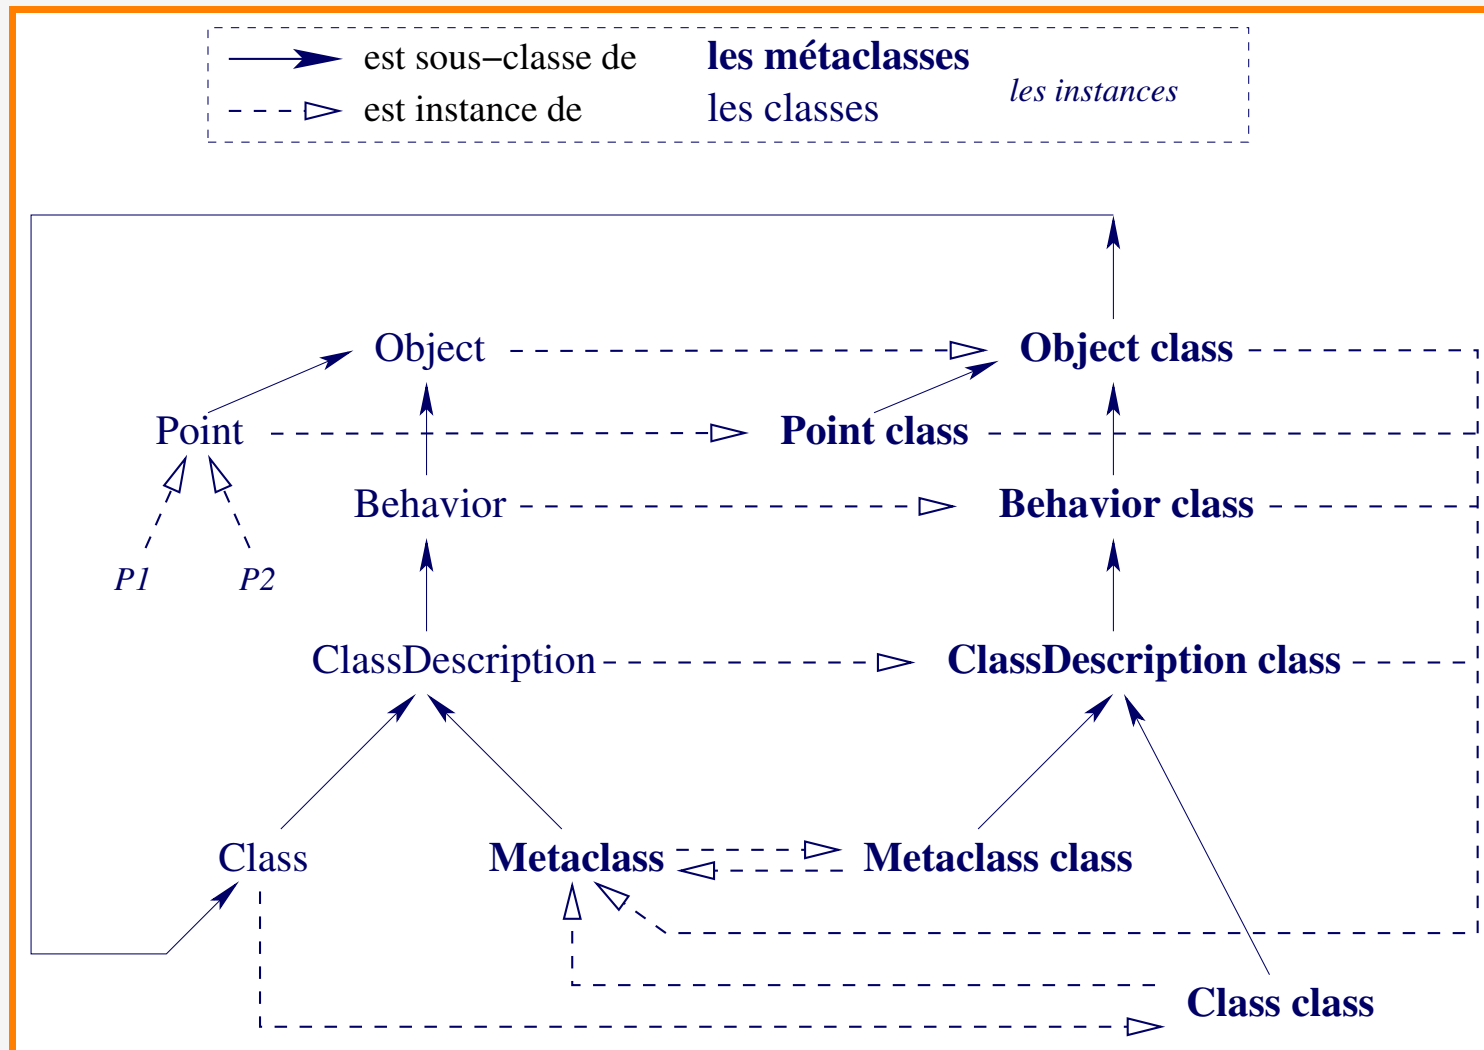 est sous−classe de les métaclasses
est instance de les classes les instances
Object Object class
Point Point class
Behavior Behavior class
P1 P2
ClassDescription ClassDescription class
Class Metaclass Metaclass class
Class class